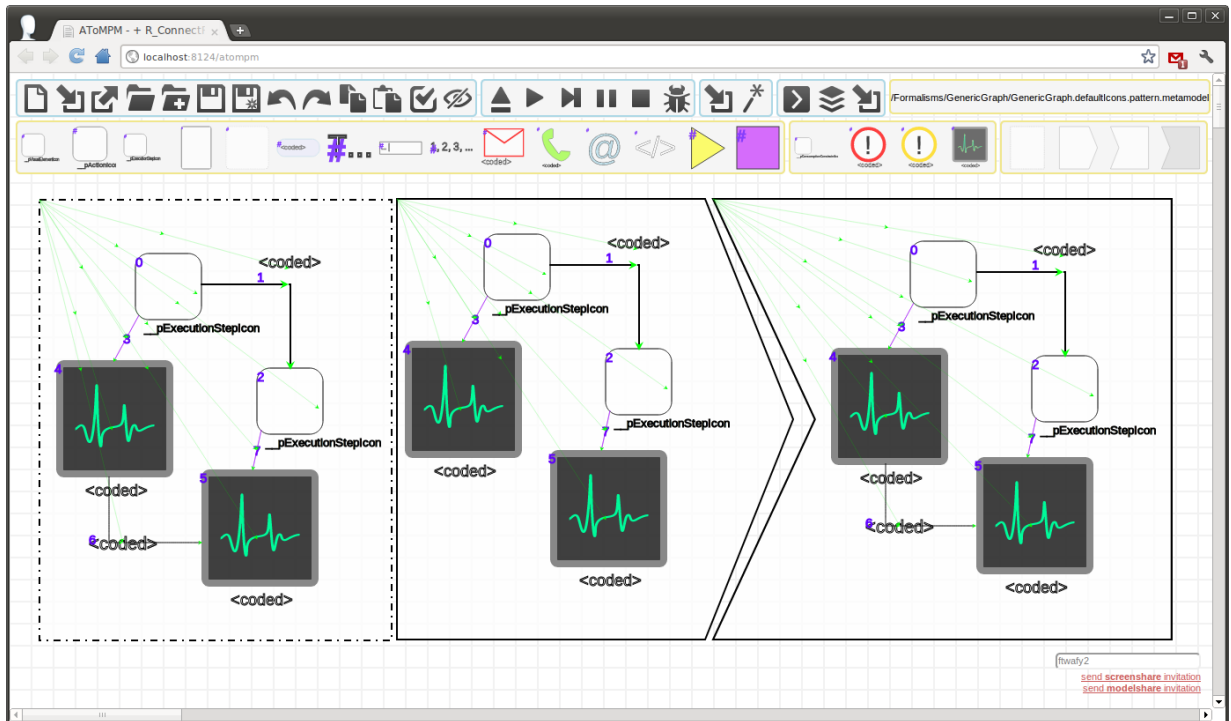 AToMPM - + R_Connect
localhost:8124/atompm
1
/Formalisms/GenericGraph/GenericGraph.defaultIcons.pattern.metamodel
# # # # # #<coded> #... # # 1, 2, 3, ... # <coded> # <coded> # @ # </> # #
__pActionIcon
# ! <coded> # ! <coded> # <coded>
0
<coded>
1
__pExecutionStepIcon
3
4
2
__pExecutionStepIcon
7
5
<coded>
6
<coded>
<coded>
0
<coded>
1
__pExecutionStepIcon
3
4
2
__pExecutionStepIcon
7
5
<coded>
<coded>
0
<coded>
1
__pExecutionStepIcon
3
4
2
__pExecutionStepIcon
7
5
<coded>
6
<coded>
<coded>
ftwafy2
send screenshare invitation
send modelshare invitation